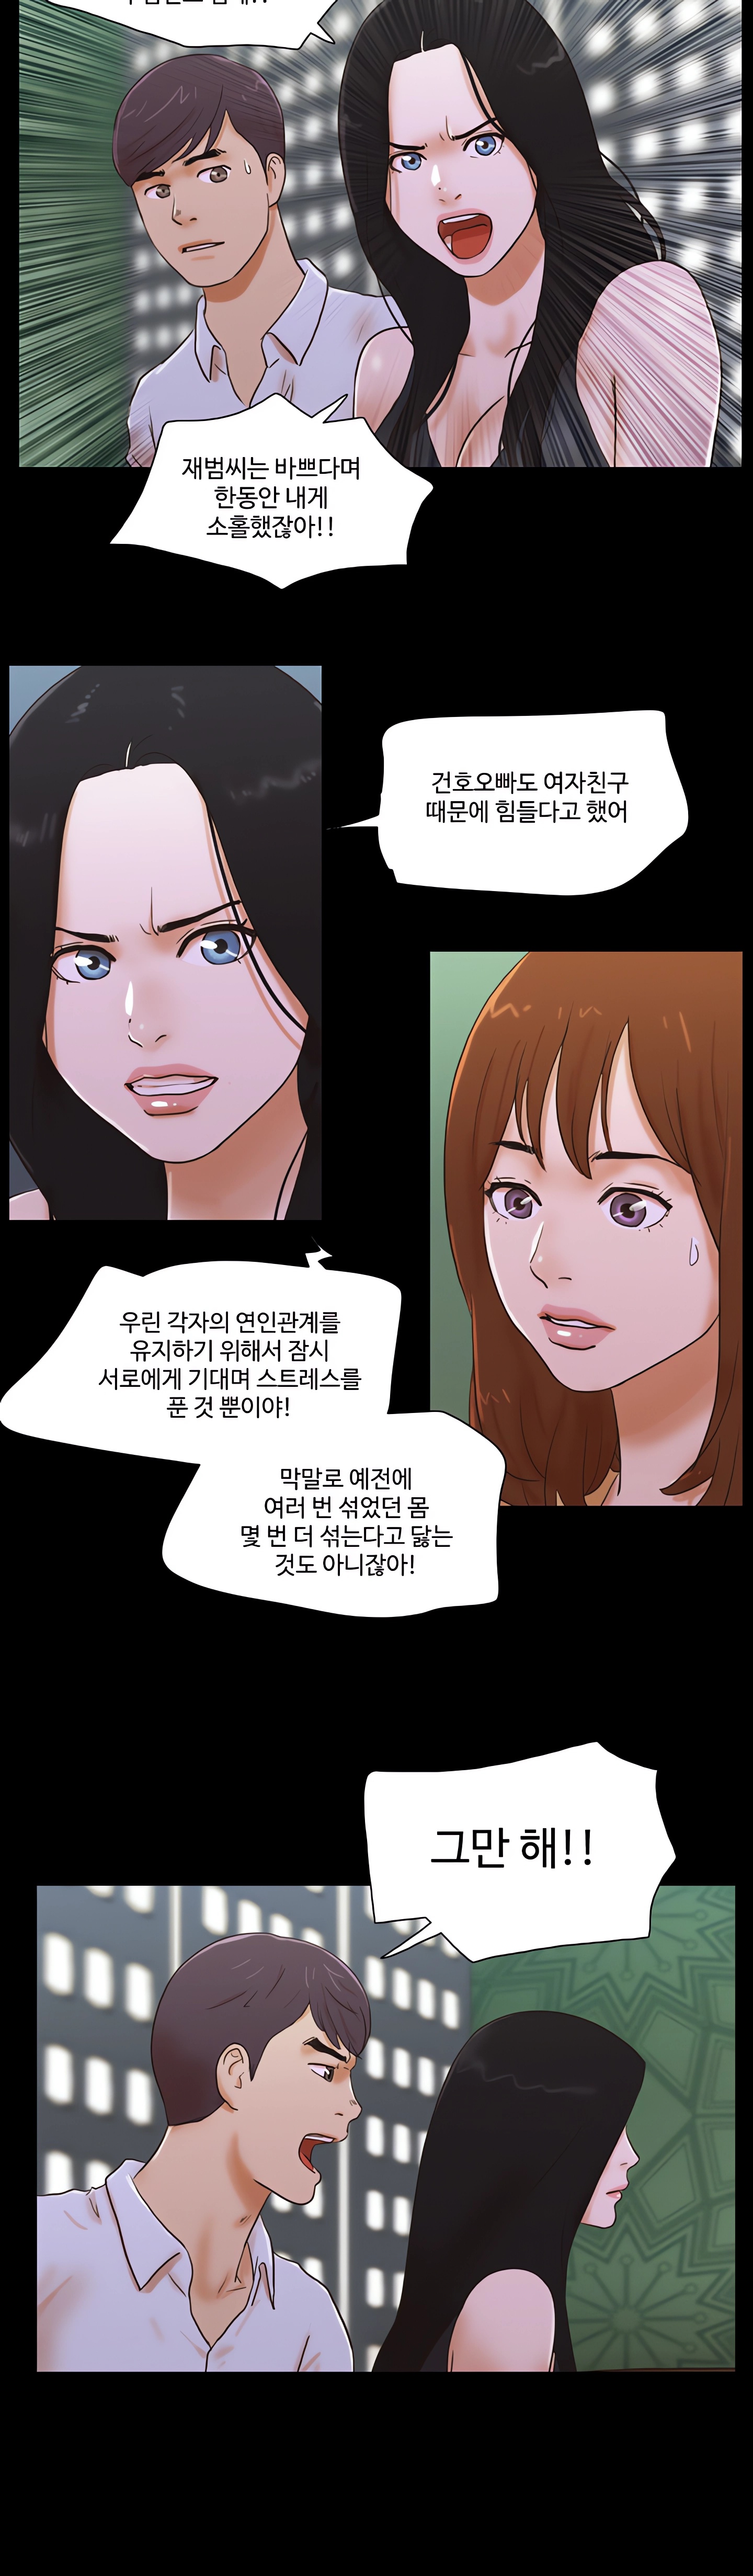 재범씨는 바쁘다며
한동안 내게
소홀했잖아!!
건호오빠도 여자친구
때문에 힘들다고 했어
우린 각자의 연인관계를
유지하기 위해서 잠시
서로에게 기대며 스트레스를
푼 것 뿐이야!
막말로 예전에
여러 번 섞었던 몸
몇 번 더 섞는다고 닳는
것도 아니잖아!
그만 해!!